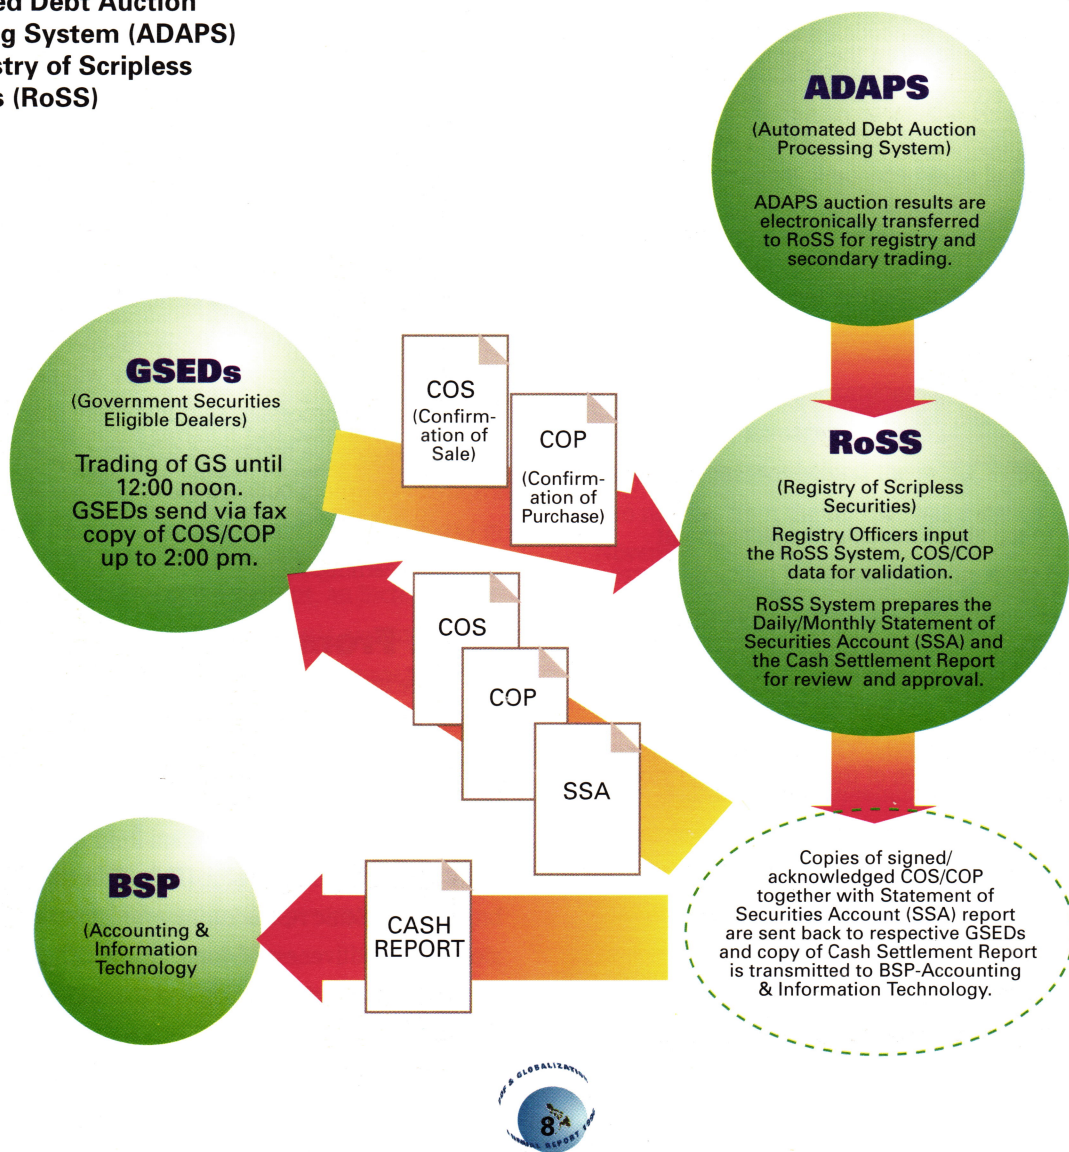 ed Debt Auction
g System (ADAPS)
stry of Scripless
s (RoSS)
ADAPS
(Automated Debt Auction
Processing System)
ADAPS auction results are
electronically transferred
to RoSS for registry and
secondary trading.
GSEDs
(Government Securities
Eligible Dealers)
Trading of GS until
12:00 noon.
GSEDs send via fax
copy of COS/COP
up to 2:00 pm.
COS
(Confirm-
ation of
Sale)
COP
(Confirm-
ation of
Purchase)
RoSS
(Registry of Scripless
Securities)
Registry Officers input
the RoSS System, COS/COP
data for validation.
RoSS System prepares the
Daily/Monthly Statement of
Securities Account (SSA) and
the Cash Settlement Report
for review and approval.
COS
COP
SSA
BSP
(Accounting &
Information
Technology
CASH
REPORT
Copies of signed/
acknowledged COS/COP
together with Statement of
Securities Account (SSA) report
are sent back to respective GSEDs
and copy of Cash Settlement Report
is transmitted to BSP-Accounting
& Information Technology.
& GLOBALIZATION
8
REPORT